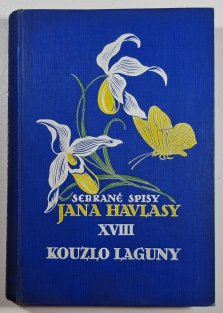 SEBRANÉ SPISY
JANA HAVLASY
XVIII
KOUZLO LAGUNY